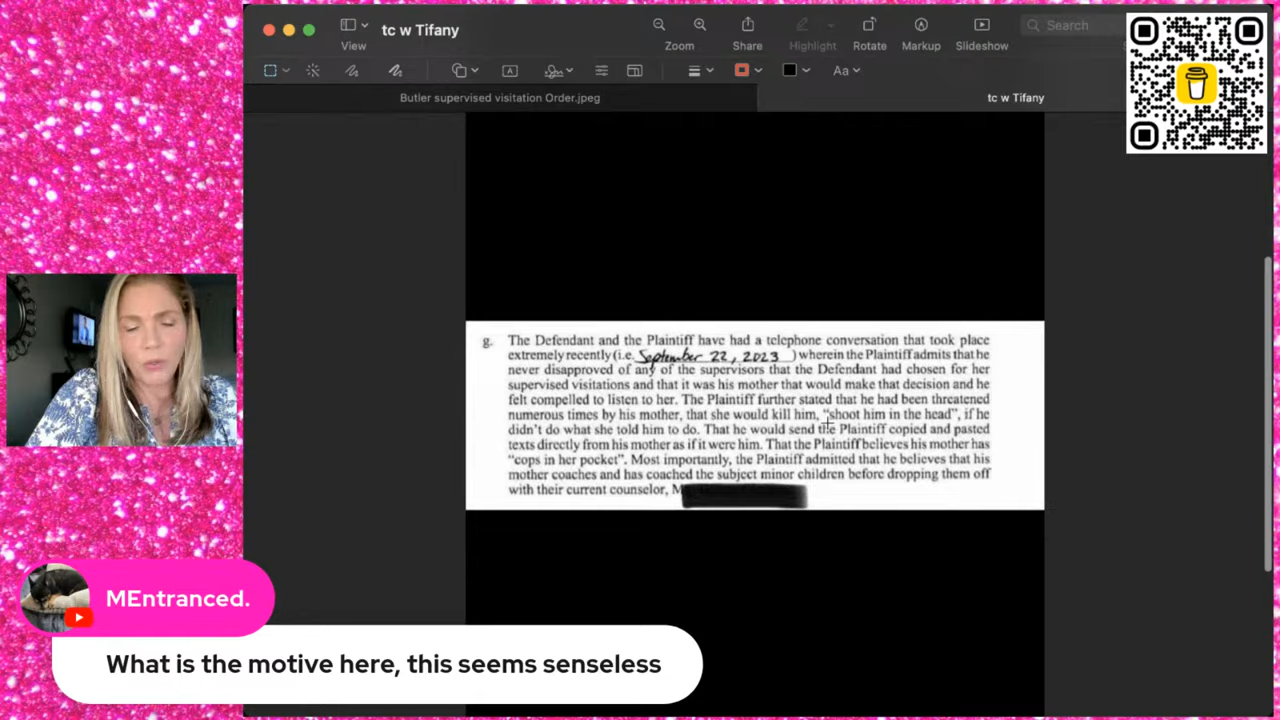 tc w Tifany
View
Zoom
Share
Highlight
Rotate
Markup
Slideshow
Search
Aa
Butler supervised visitation Order.jpeg
tc w Tifany
g. The Defendant and the Plaintiff have had a telephone conversation that took place
extremely recently (i.e. September 22, 2023 ) wherein the Plaintiff admits that he
never disapproved of any of the supervisors that the Defendant had chosen for her
supervised visitations and that it was his mother that would make that decision and he
felt compelled to listen to her. The Plaintiff further stated that he had been threatened
numerous times by his mother, that she would kill him, “shoot him in the head”, if he
didn’t do what she told him to do. That he would send the Plaintiff copied and pasted
texts directly from his mother as if it were him. That the Plaintiff believes his mother has
“cops in her pocket”. Most importantly, the Plaintiff admitted that he believes that his
mother coaches and has coached the subject minor children before dropping them off
with their current counselor, M
MEntranced.
What is the motive here, this seems senseless